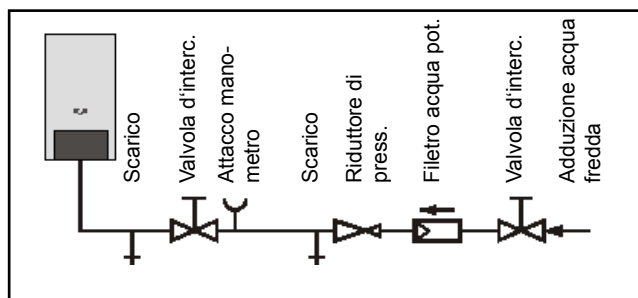 Scarico
Valvola d'interc.
Attacco mano-
metro
Scarico
Riduttore di
press.
Filetro acqua pot.
Valvola d'interc.
Adduzione acqua
fredda